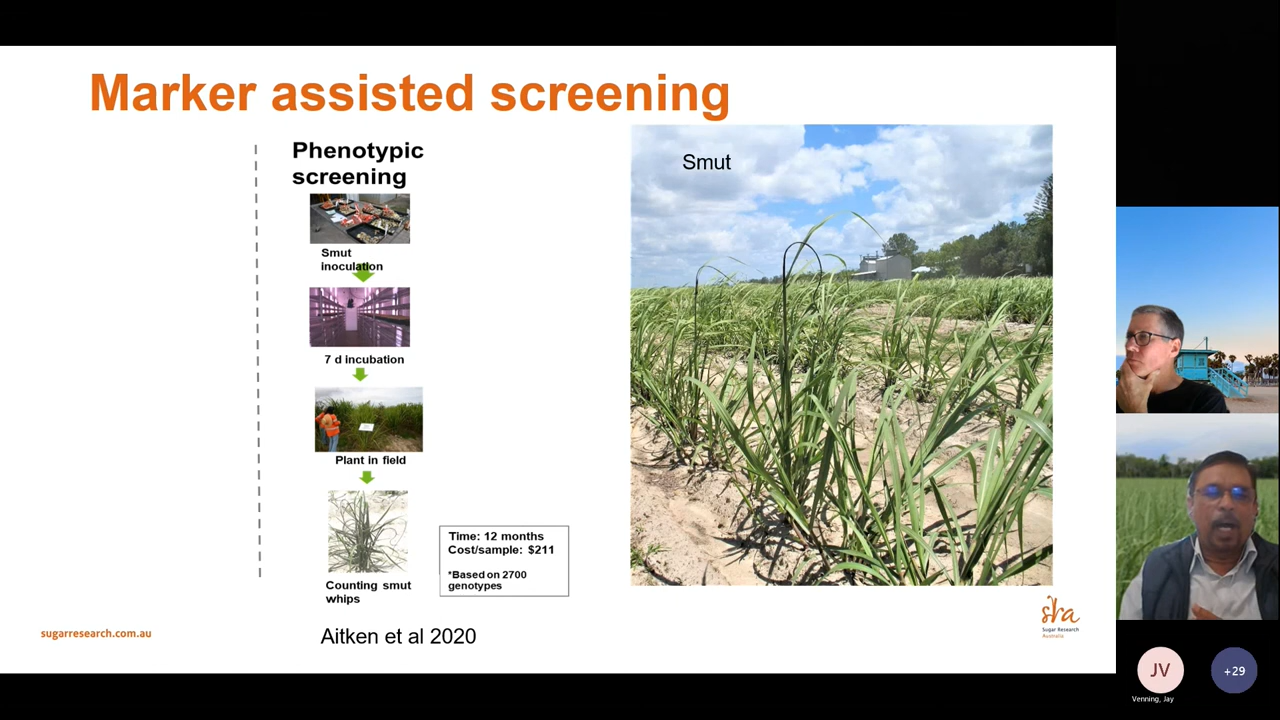 Marker assisted screening
Phenotypic
screening
Smut
inoculation
7 d incubation
Plant in field
Counting smut
whips
Time: 12 months
Cost/sample: $211
*Based on 2700
genotypes
Aitken et al 2020
Smut
sugarresearch.com.au
sra
Sugar Research
Australia
JV
Venning, Jay
+29